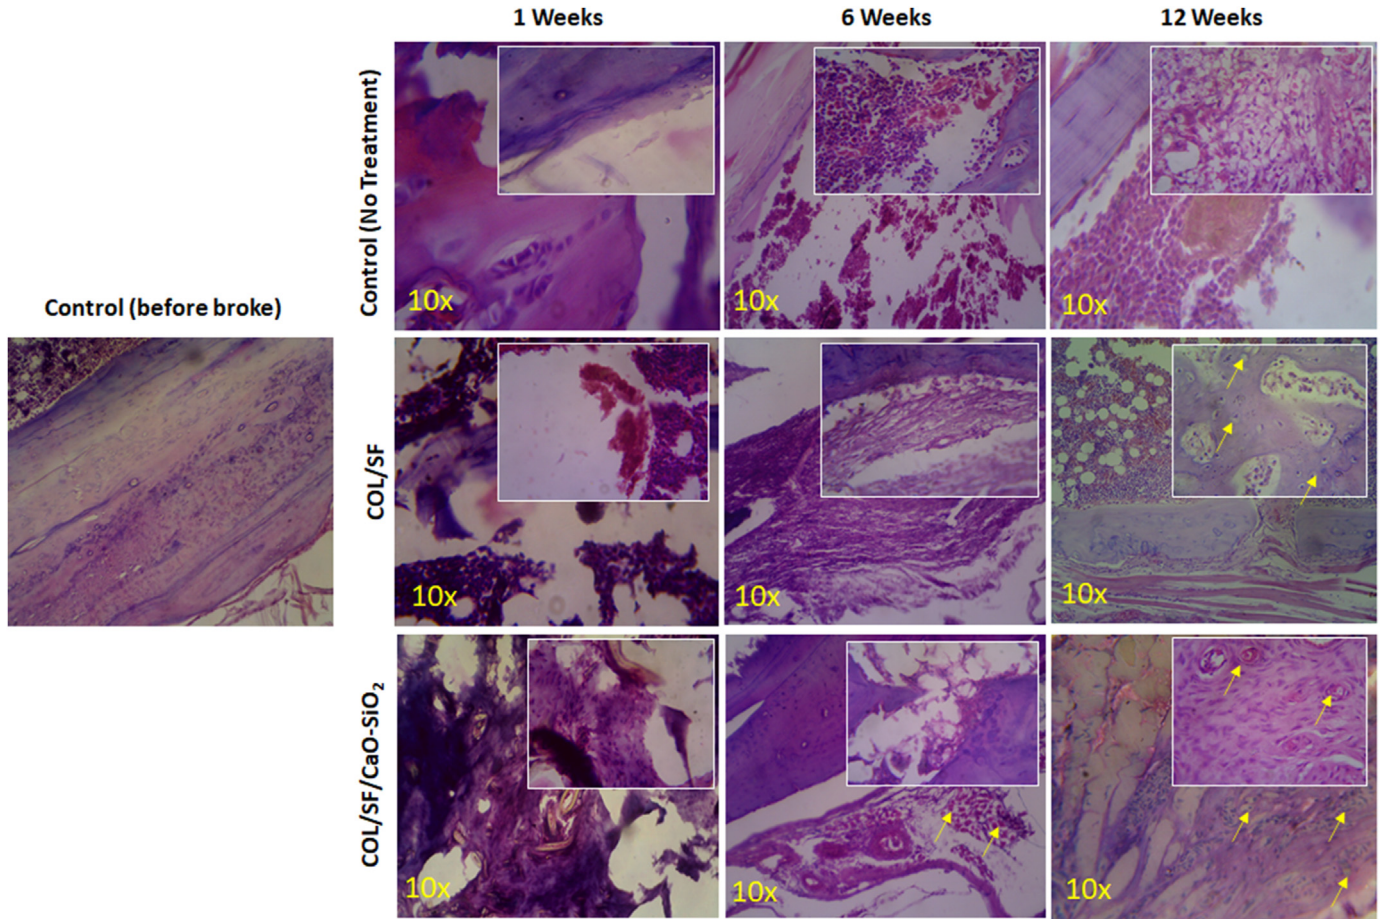 1 Weeks
6 Weeks
12 Weeks
Control (No Treatment)
10x
10x
10x
Control (before broke)
COL/SF
10x
10x
10x
COL/SF/CaO-SiO₂
10x
10x
10x